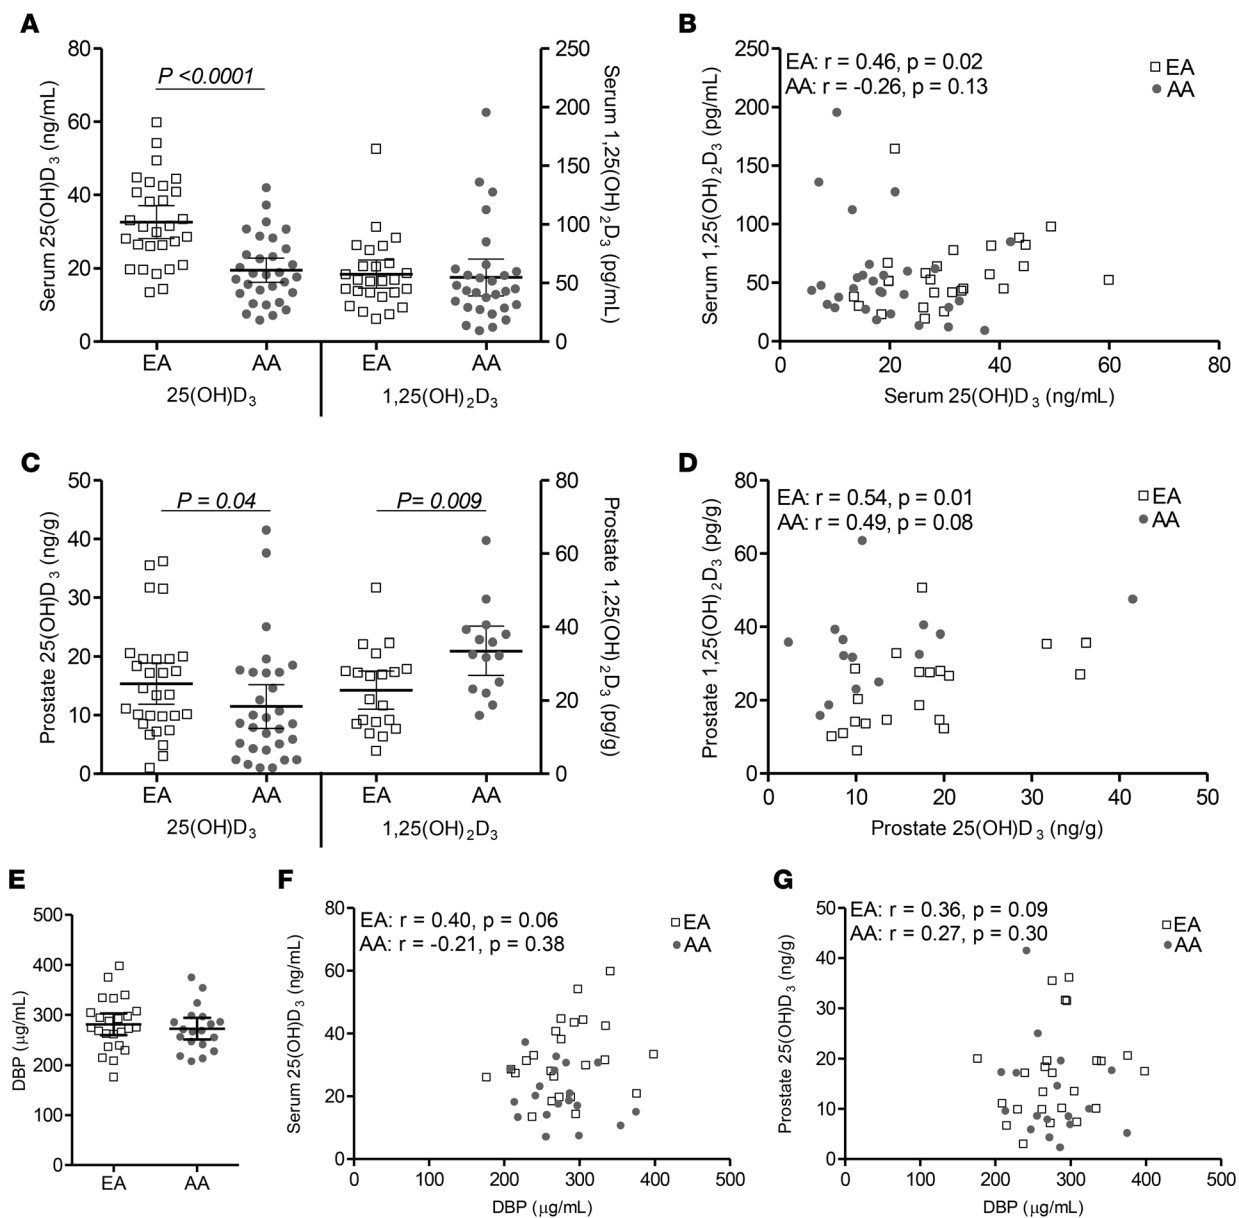 A
Serum 25(OH)D3 (ng/mL)
80
60
40
20
0
P <0.0001
250
200
150
100
50
0
Serum 1,25(OH)2D3 (pg/mL)
EA AA EA AA
25(OH)D3 1,25(OH)2D3
B
Serum 1,25(OH)2D3 (pg/mL)
250
200
150
100
50
0
EA: r = 0.46, p = 0.02
AA: r = -0.26, p = 0.13
EA
AA
0 20 40 60 80
Serum 25(OH)D3 (ng/mL)
C
Prostate 25(OH)D3 (ng/g)
50
40
30
20
10
0
P = 0.04 P= 0.009
80
60
40
20
0
Prostate 1,25(OH)2D3 (pg/g)
EA AA EA AA
25(OH)D3 1,25(OH)2D3
D
Prostate 1,25(OH)2D3 (pg/g)
80
60
40
20
0
EA: r = 0.54, p = 0.01
AA: r = 0.49, p = 0.08
EA
AA
0 10 20 30 40 50
Prostate 25(OH)D3 (ng/g)
E
DBP (μg/mL)
500
400
300
200
100
0
EA AA
F
Serum 25(OH)D3 (ng/mL)
80
60
40
20
0
EA: r = 0.40, p = 0.06
AA: r = -0.21, p = 0.38
EA
AA
0 100 200 300 400 500
DBP (μg/mL)
G
Prostate 25(OH)D3 (ng/g)
50
40
30
20
10
0
EA: r = 0.36, p = 0.09
AA: r = 0.27, p = 0.30
EA
AA
0 100 200 300 400 500
DBP (μg/mL)